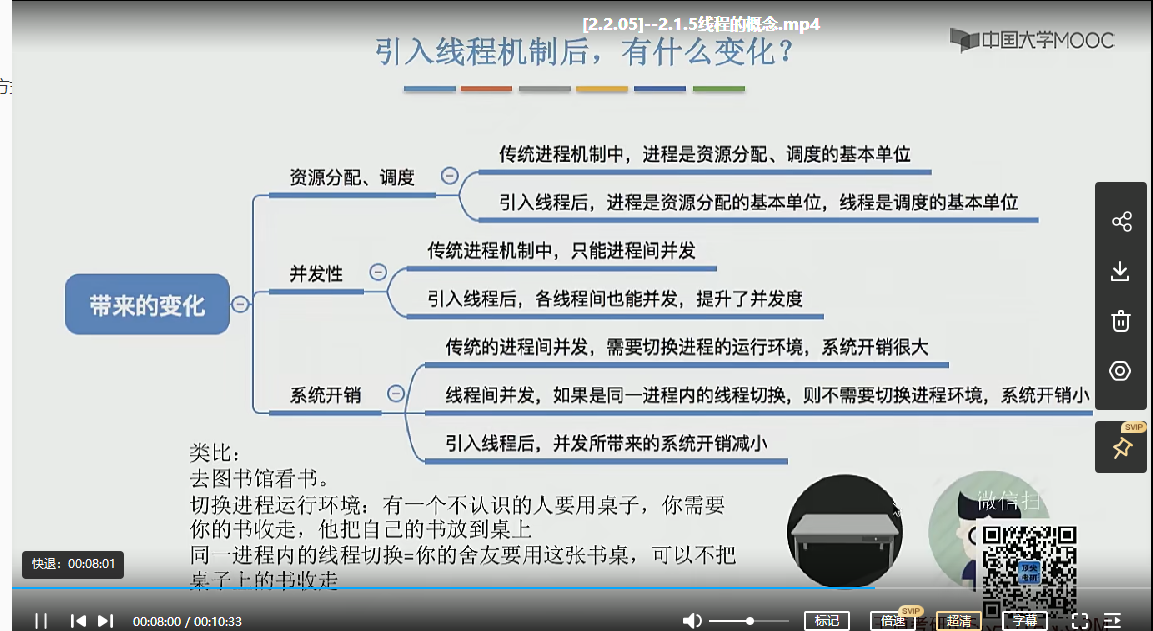 [2.2.05]--2.1.5线程的概念.mp4
中国大学MOOC
引入线程机制后，有什么变化？
传统进程机制中，进程是资源分配、调度的基本单位
资源分配、调度
引入线程后，进程是资源分配的基本单位，线程是调度的基本单位
传统进程机制中，只能进程间并发
并发性
带来的变化
引入线程后，各线程间也能并发，提升了并发度
传统的进程间并发，需要切换进程的运行环境，系统开销很大
系统开销
线程间并发，如果是同一进程内的线程切换，则不需要切换进程环境，系统开销小
引入线程后，并发所带来的系统开销减小
SVIP
类比：
去图书馆看书。
切换进程运行环境：有一个不认识的人要用桌子，你需要
你的书收走，他把自己的书放到桌上
同一进程内的线程切换=你的舍友要用这张书桌，可以不把
桌子上的书收走
微信扫
快退：00:08:01
00:08:00 / 00:10:33
标记
倍速
SVIP
超清
字幕